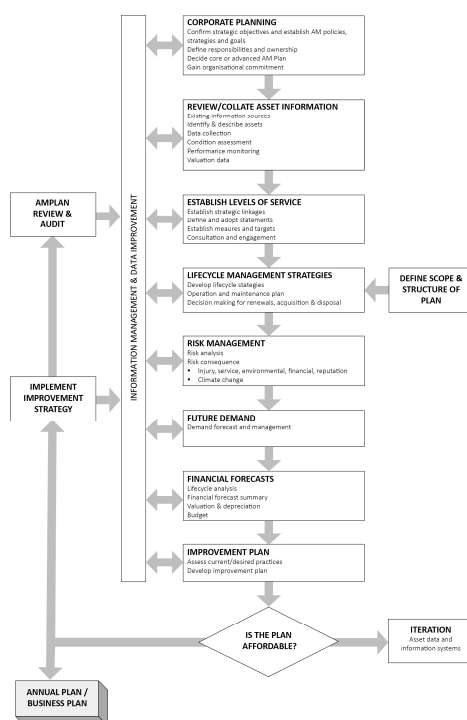 CORPORATE PLANNING
Confirm strategic objectives and establish AM policies,
strategies and goals
Define responsibilities and ownership
Decide core or advanced AM Plan
Gain organisational commitment
REVIEW/COLLATE ASSET INFORMATION
Existing information sources
Identify & describe assets
Data collection
Condition assessment
Performance monitoring
Valuation data
ESTABLISH LEVELS OF SERVICE
Establish strategic linkages
Define and adopt statements
Establish meaures and targets
Consultation and engagement
LIFECYCLE MANAGEMENT STRATEGIES
Develop lifecycle stategies
Operation and maintenance plan
Decision making for renewals, acquisition & disposal
RISK MANAGEMENT
Risk analysis
Risk consequence
• Injury, service, environmental, financial, reputation
• Climate change
FUTURE DEMAND
Demand forecast and management
FINANCIAL FORECASTS
Lifecycle analysis
Financial forecast summary
Valuation & depreciation
Budget
IMPROVEMENT PLAN
Assess current/desired practices
Develop improvement plan
IS THE PLAN
AFFORDABLE?
ITERATION
Asset data and
information systems
DEFINE SCOPE &
STRUCTURE OF
PLAN
INFORMATION MANAGEMENT & DATA IMPROVEMENT
AMPLAN
REVIEW &
AUDIT
IMPLEMENT
IMPROVEMENT
STRATEGY
ANNUAL PLAN /
BUSINESS PLAN